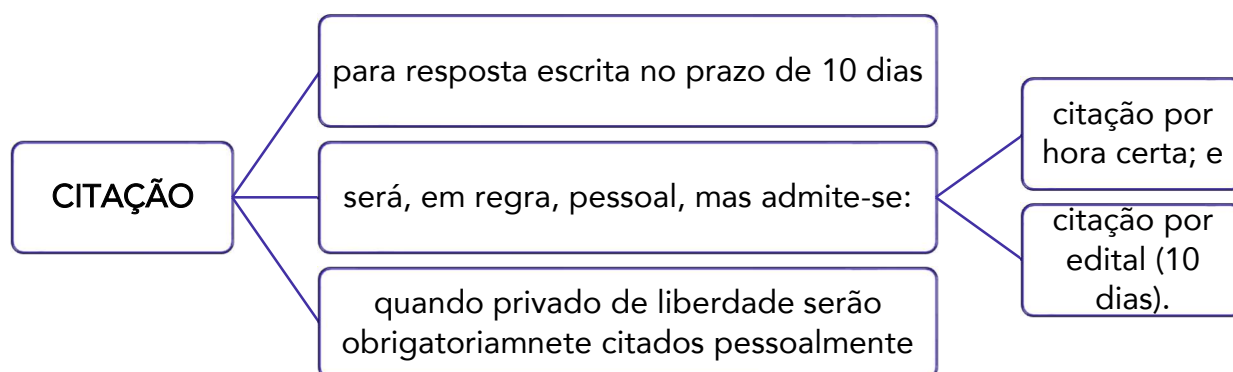 CITAÇÃO
para resposta escrita no prazo de 10 dias
será, em regra, pessoal, mas admite-se:
citação por
hora certa; e
citação por
edital (10
dias).
quando privado de liberdade serão
obrigatoriamnete citados pessoalmente